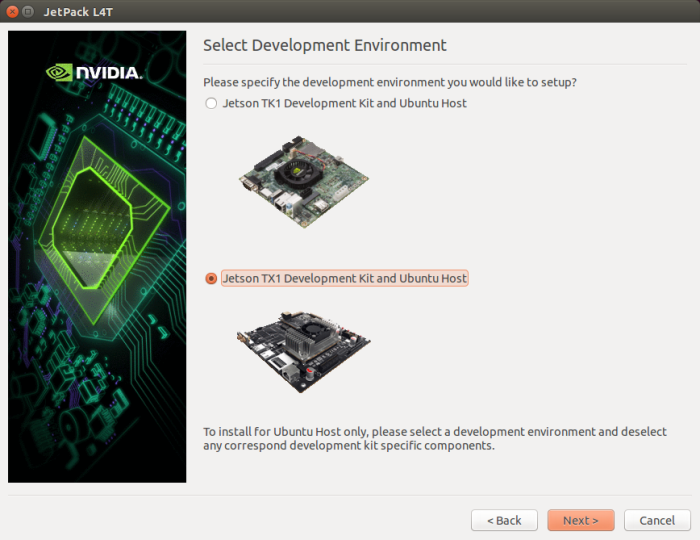 JetPack L4T
NVIDIA.
Select Development Environment
Please specify the development environment you would like to setup?
Jetson TK1 Development Kit and Ubuntu Host
Jetson TX1 Development Kit and Ubuntu Host
To install for Ubuntu Host only, please select a development environment and deselect
any correspond development kit specific components.
< Back
Next >
Cancel